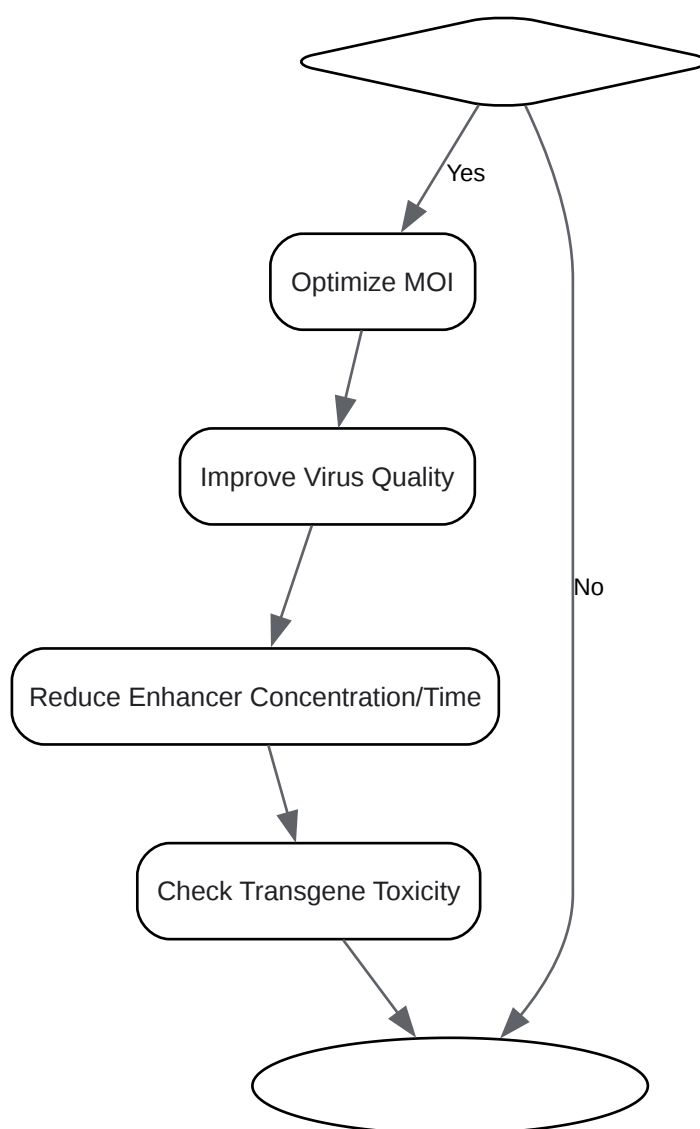 Yes
Optimize MOI
Improve Virus Quality
No
Reduce Enhancer Concentration/Time
Check Transgene Toxicity